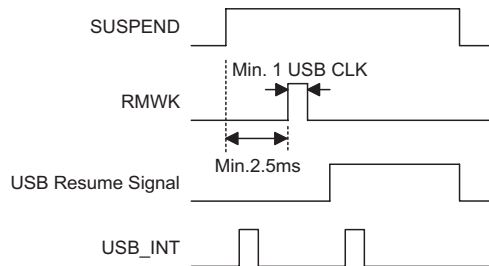 SUSPEND
Min. 1 USB CLK
RMWK
Min.2.5ms
USB Resume Signal
USB_INT